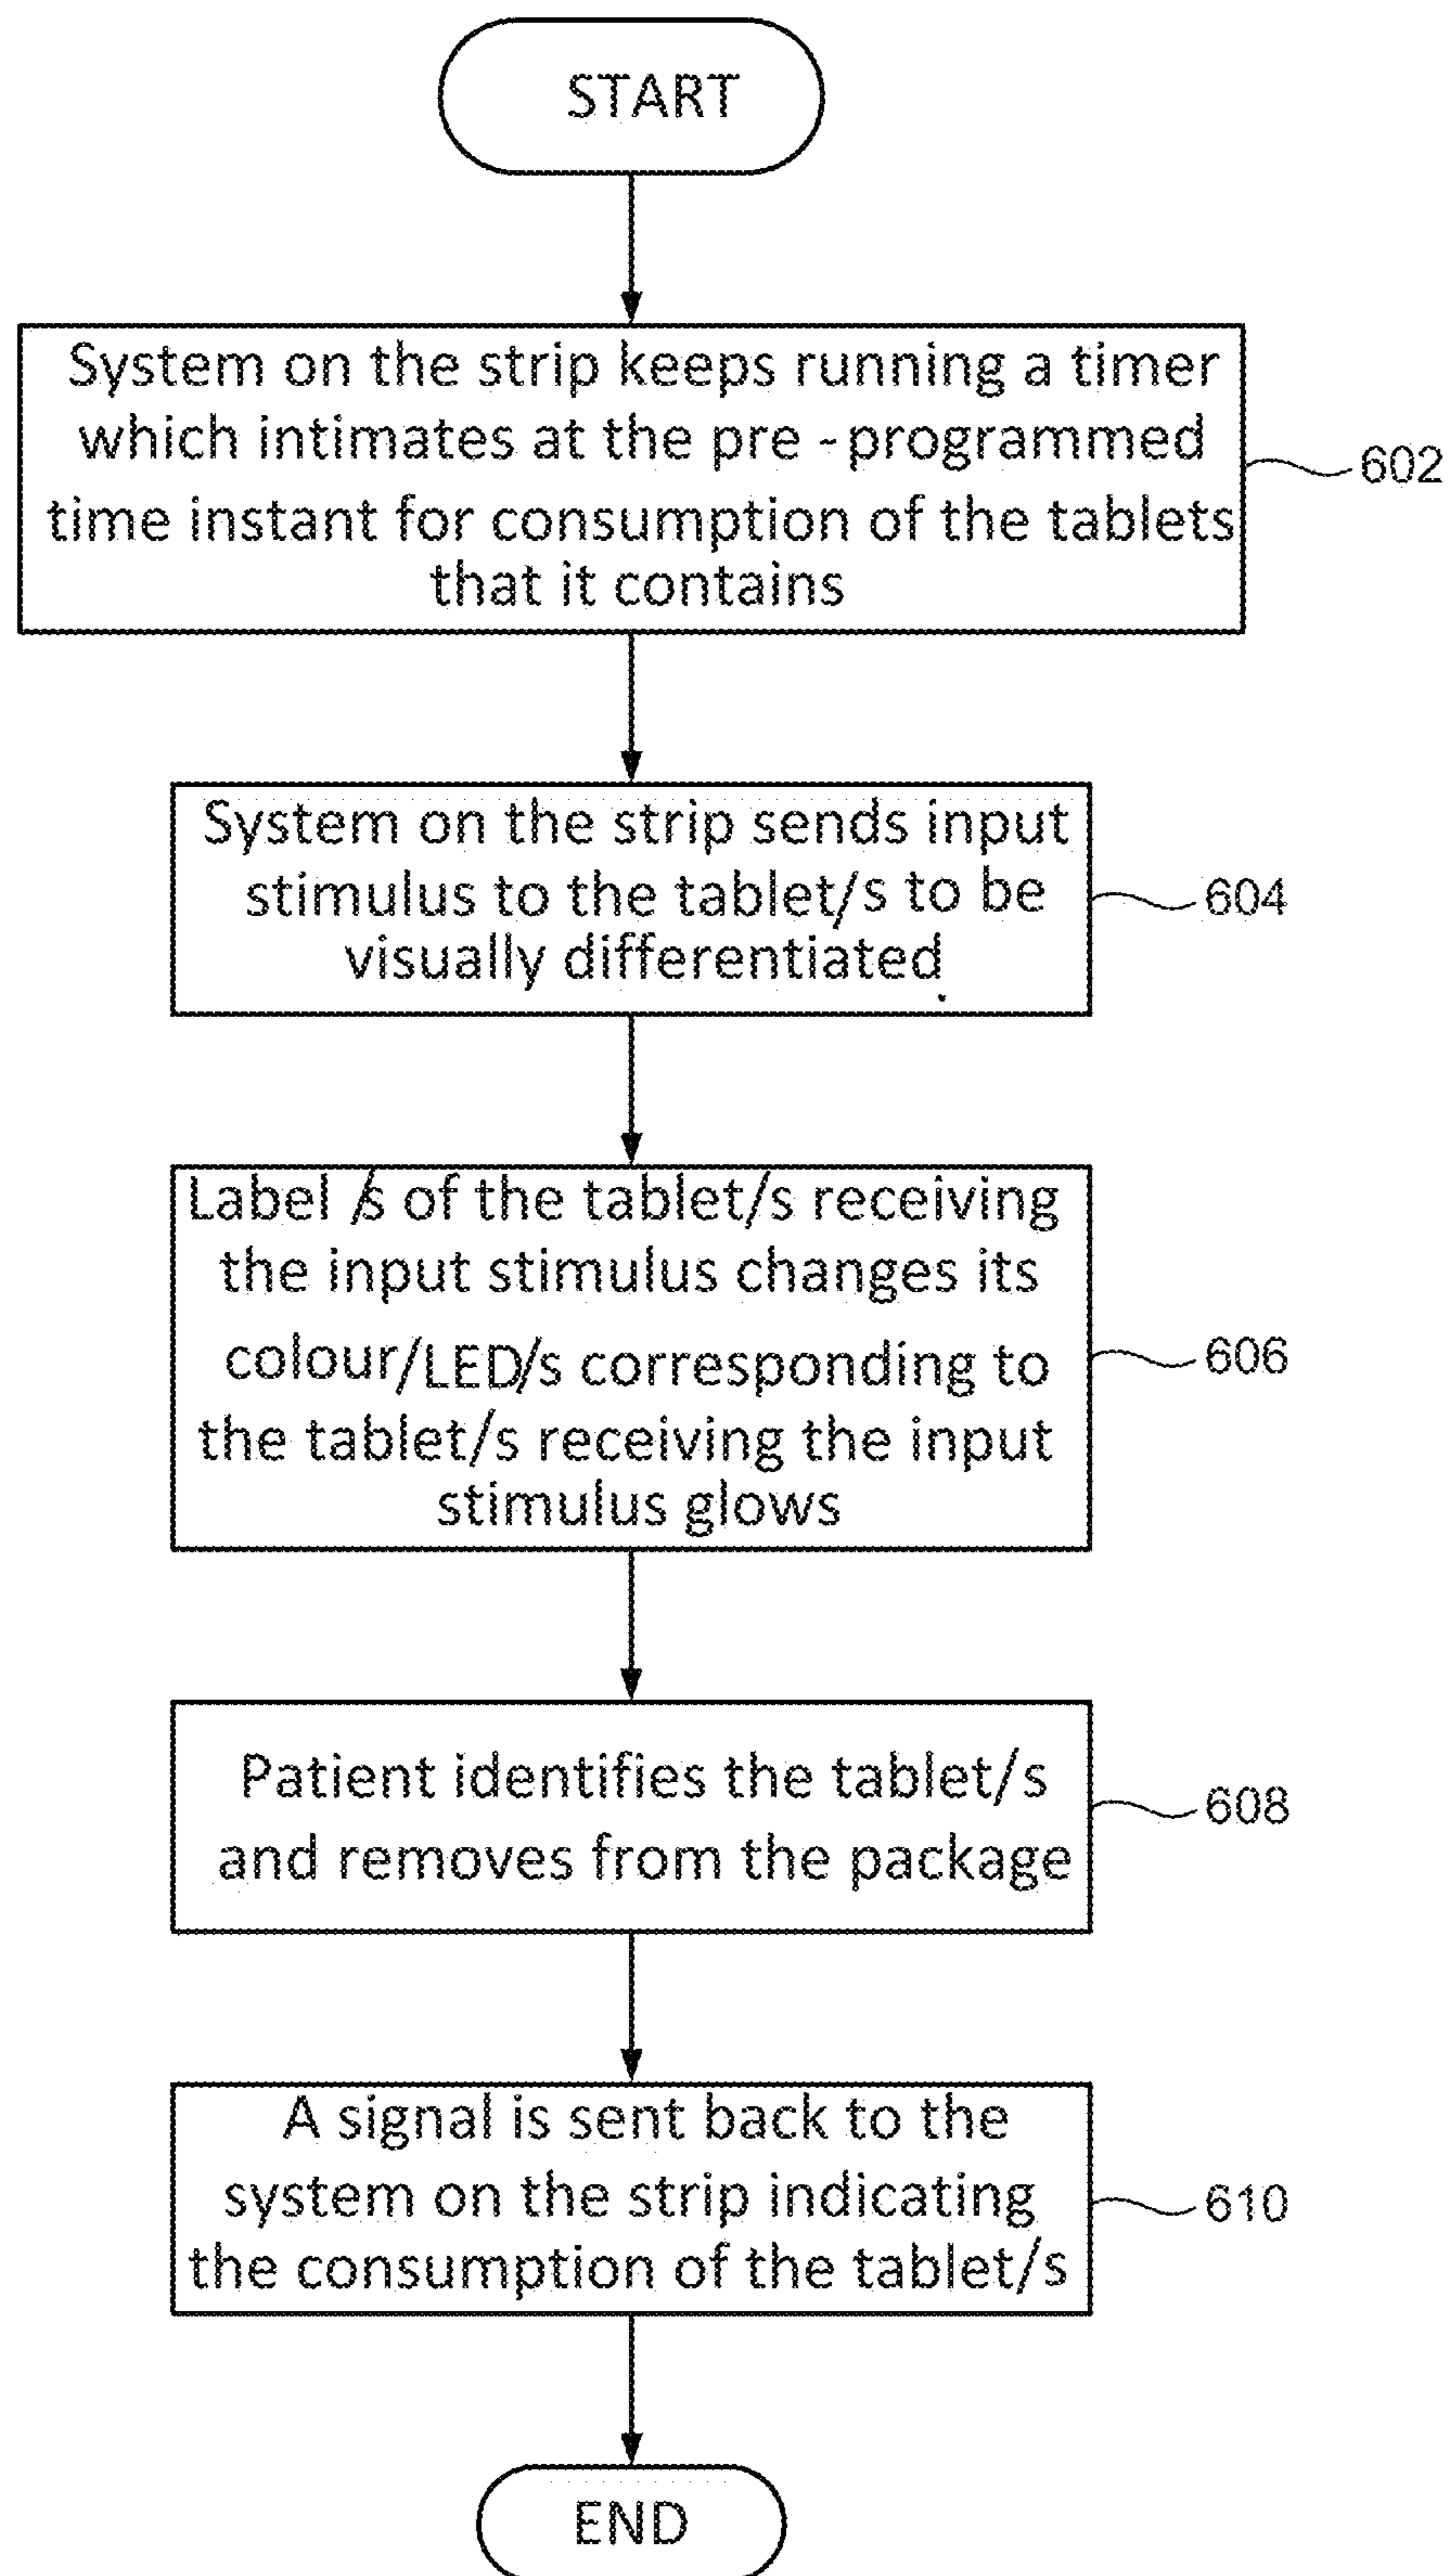 START
System on the strip keeps running a timer
which intimates at the pre - programmed
time instant for consumption of the tablets
that it contains
602
System on the strip sends input
stimulus to the tablet/s to be
visually differentiated.
604
Label /s of the tablet/s receiving
the input stimulus changes its
colour/LED/s corresponding to
the tablet/s receiving the input
stimulus glows
606
Patient identifies the tablet/s
and removes from the package
608
A signal is sent back to the
system on the strip indicating
the consumption of the tablet/s
610
END